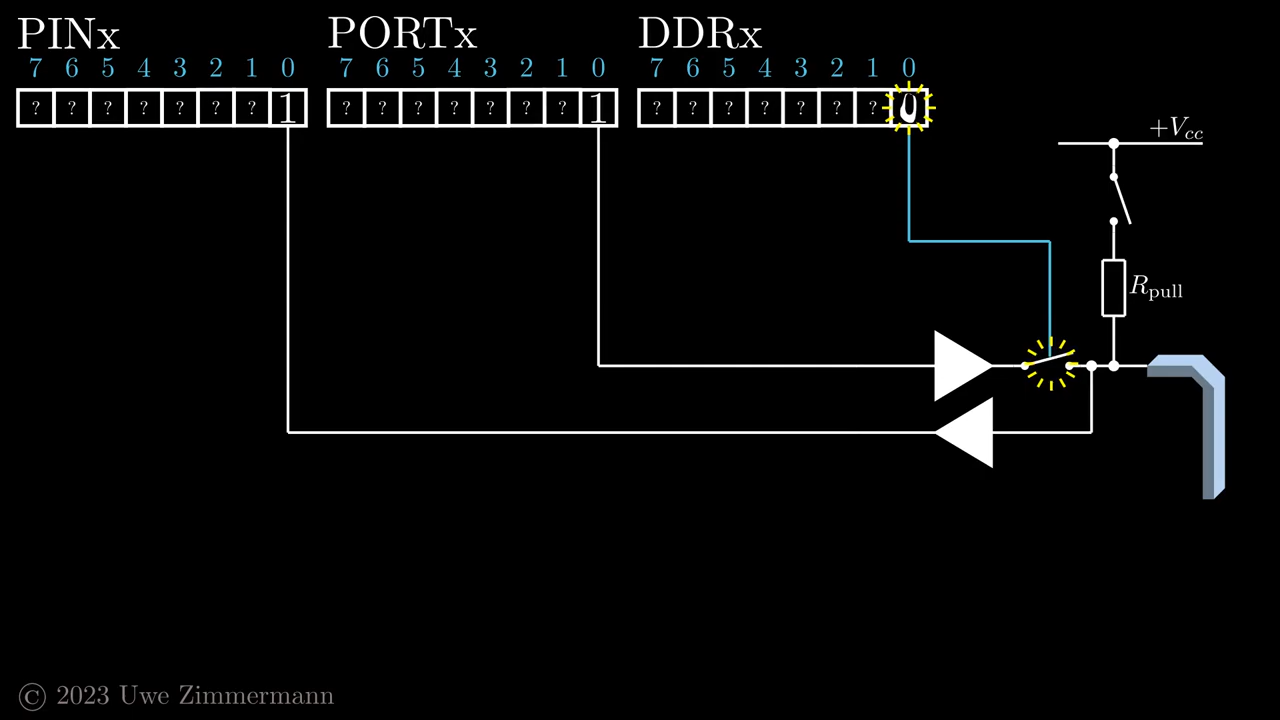 PINx PORTx DDRx
7 6 5 4 3 2 1 0 7 6 5 4 3 2 1 0 7 6 5 4 3 2 1 0
? ? ? ? ? ? ? 1 ? ? ? ? ? ? ? 1 ? ? ? ? ? ? ? 0
+Vcc
Rpull
© 2023 Uwe Zimmermann